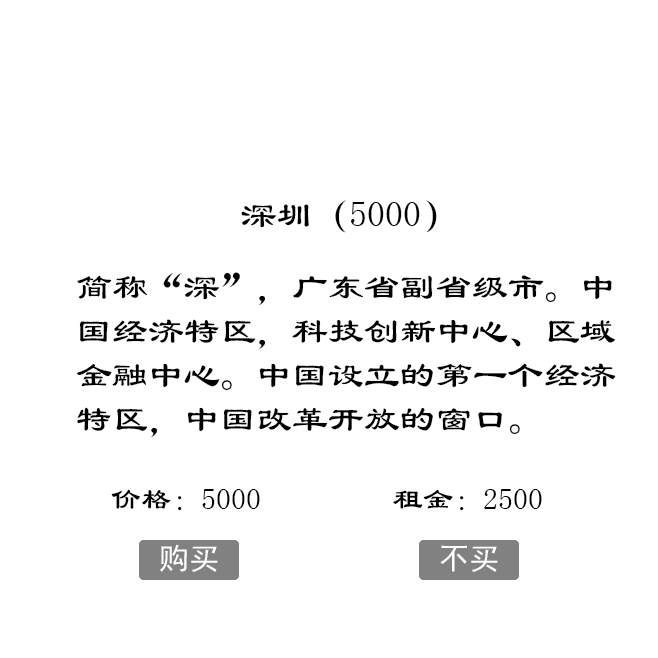 深圳（5000）
简称“深”，广东省副省级市。中
国经济特区，科技创新中心、区域
金融中心。中国设立的第一个经济
特区，中国改革开放的窗口。
价格：5000 租金：2500
购买 不买